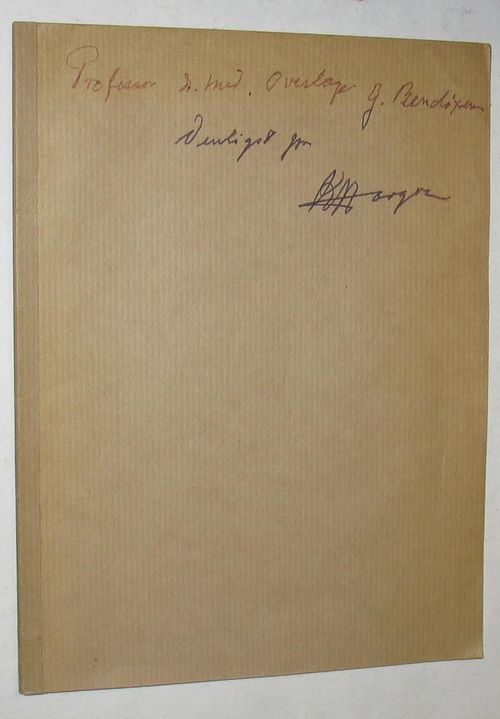 Professor Dr. med. Overlæge G. Bendixen
Venligst fra